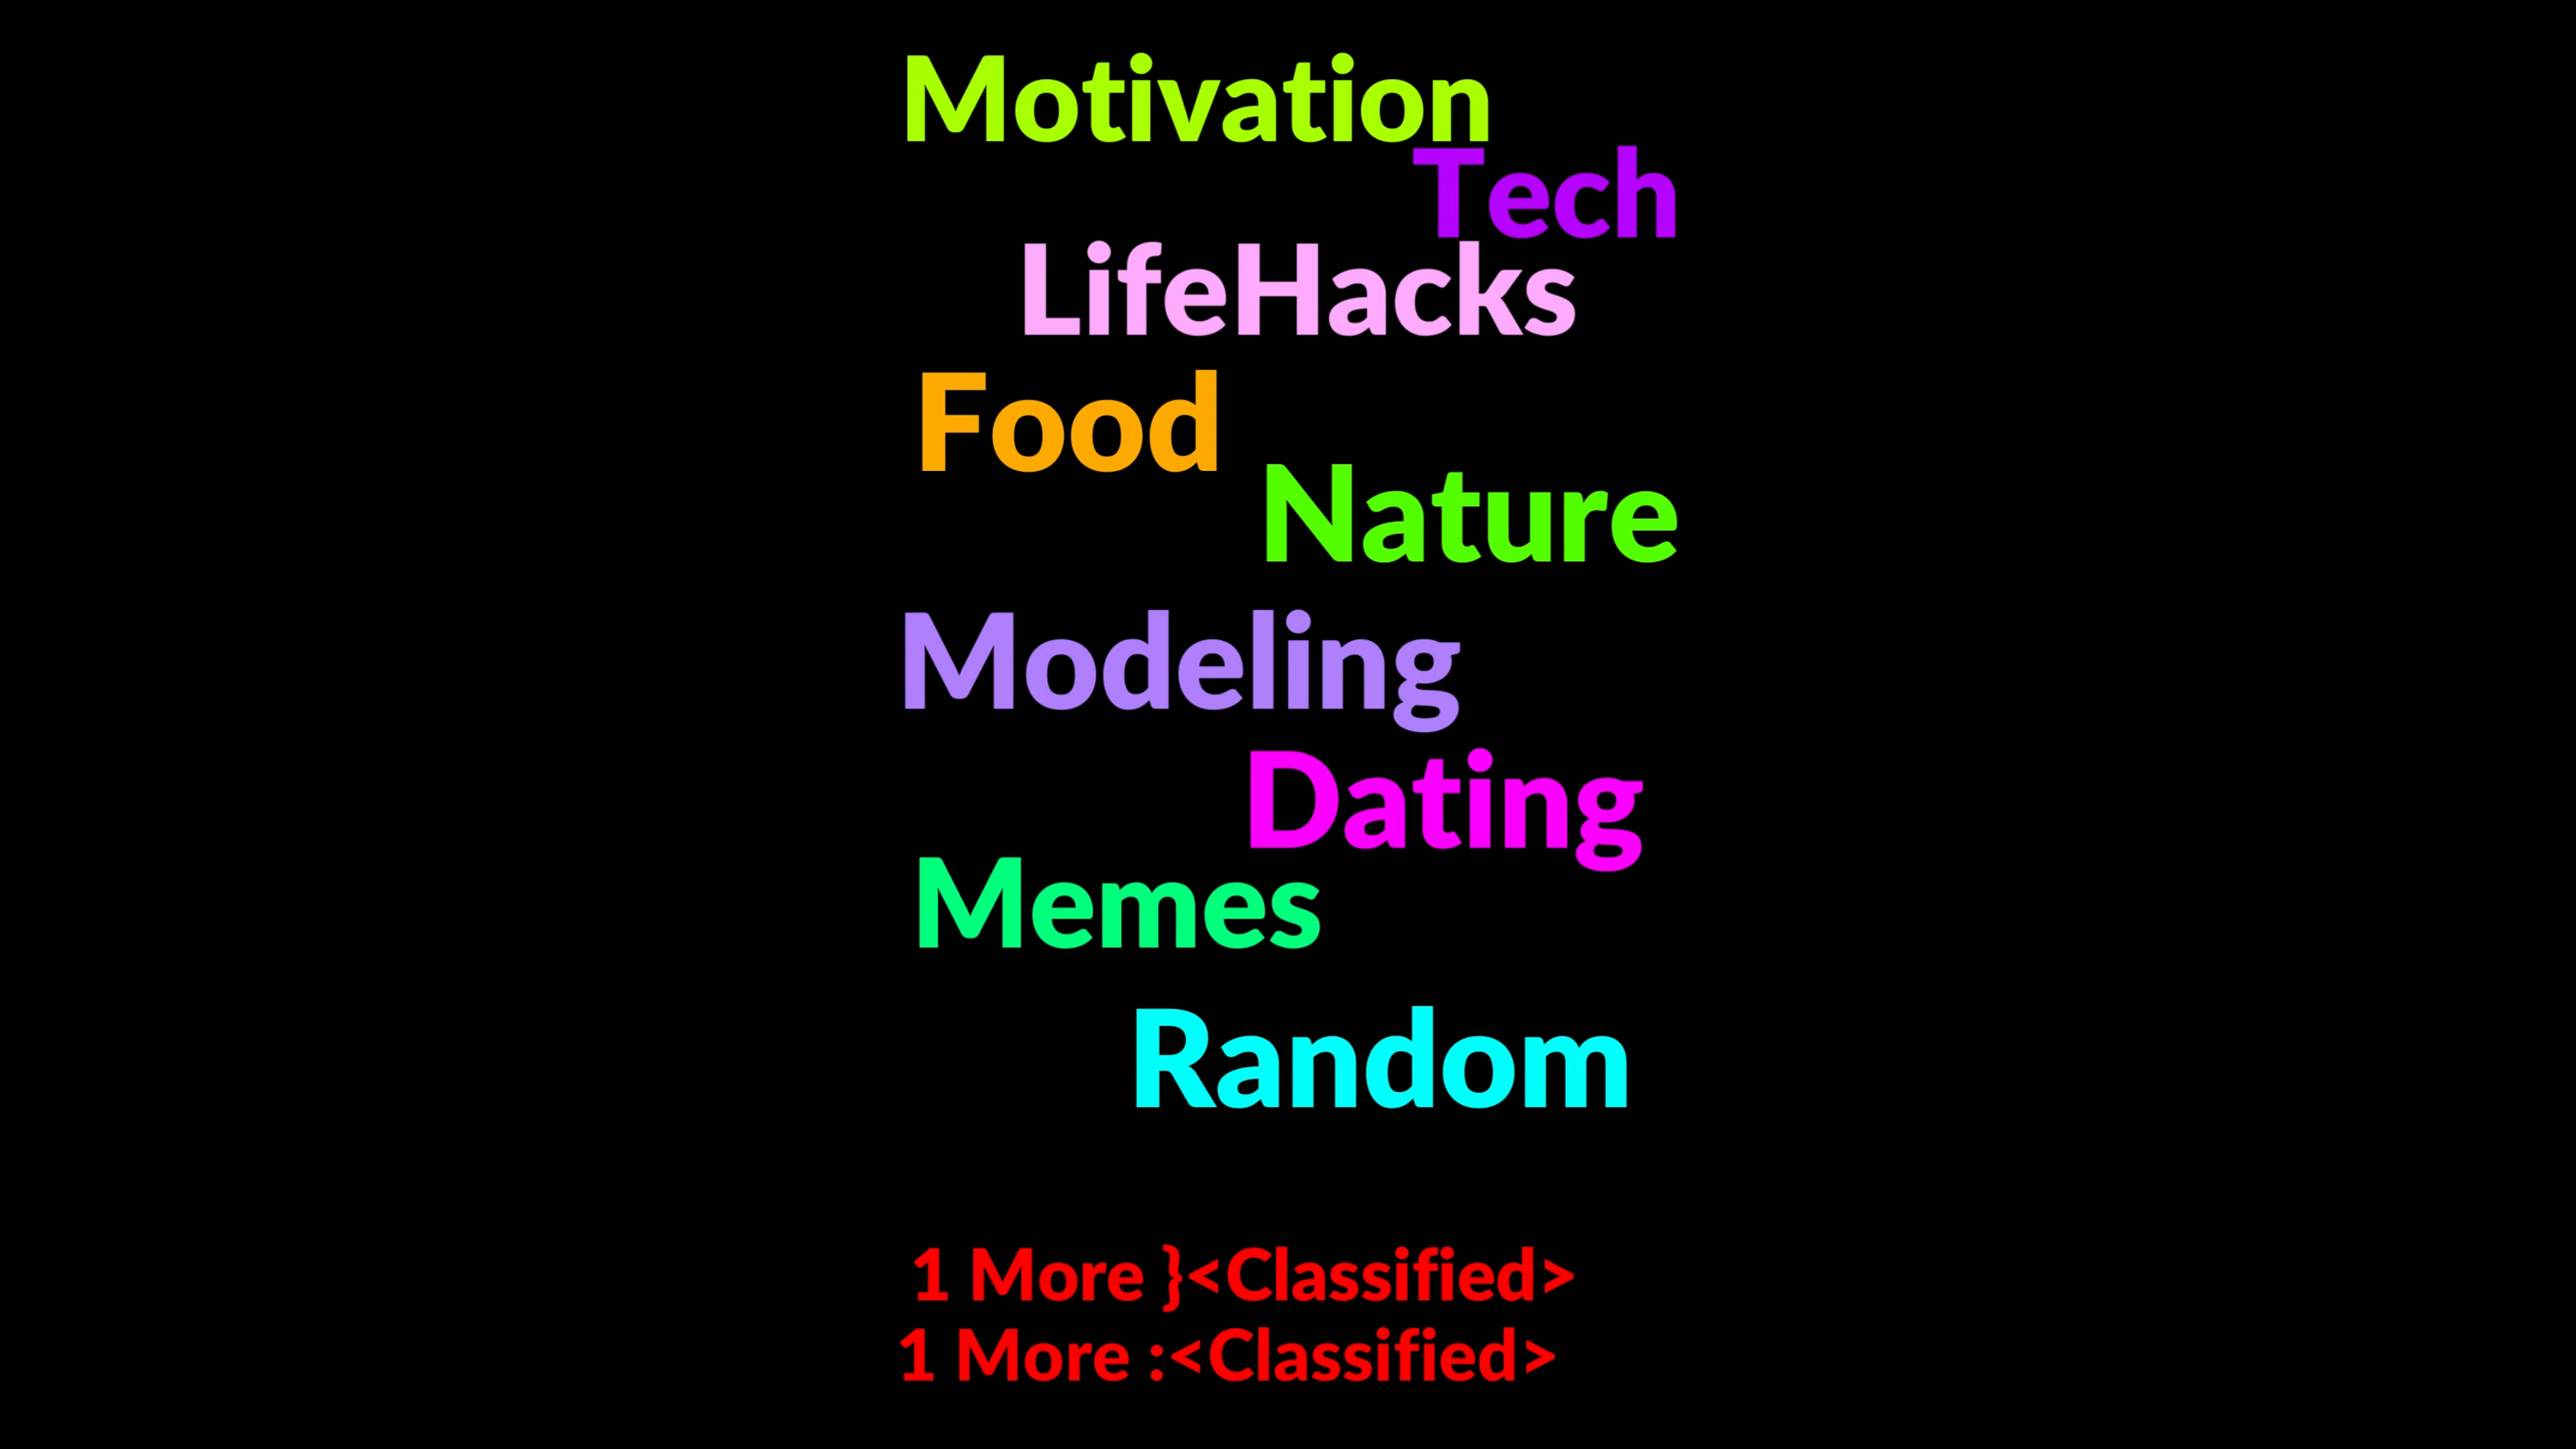 Motivation
Tech
LifeHacks
Food
Nature
Modeling
Dating
Memes
Random
1 More }<Classified>
1 More :<Classified>